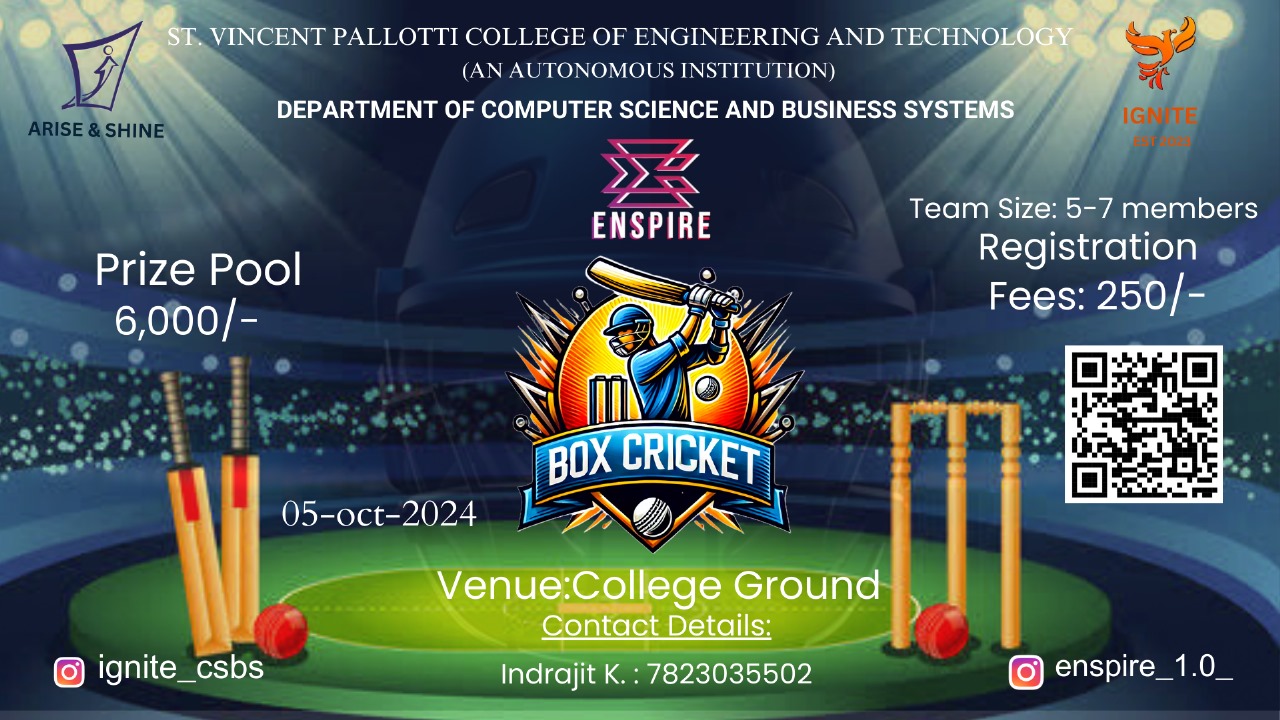 ST. VINCENT PALLOTTI COLLEGE OF ENGINEERING AND TECHNOLOGY
(AN AUTONOMOUS INSTITUTION)
DEPARTMENT OF COMPUTER SCIENCE AND BUSINESS SYSTEMS
ARISE & SHINE
IGNITE
EST 2022
ENSPIRE
Team Size: 5-7 members
Registration
Fees: 250/-
Prize Pool
6,000/-
BOX CRICKET
05-oct-2024
Venue:College Ground
Contact Details:
Indrajit K. : 7823035502
ignite_csbs
enspire_1.0_